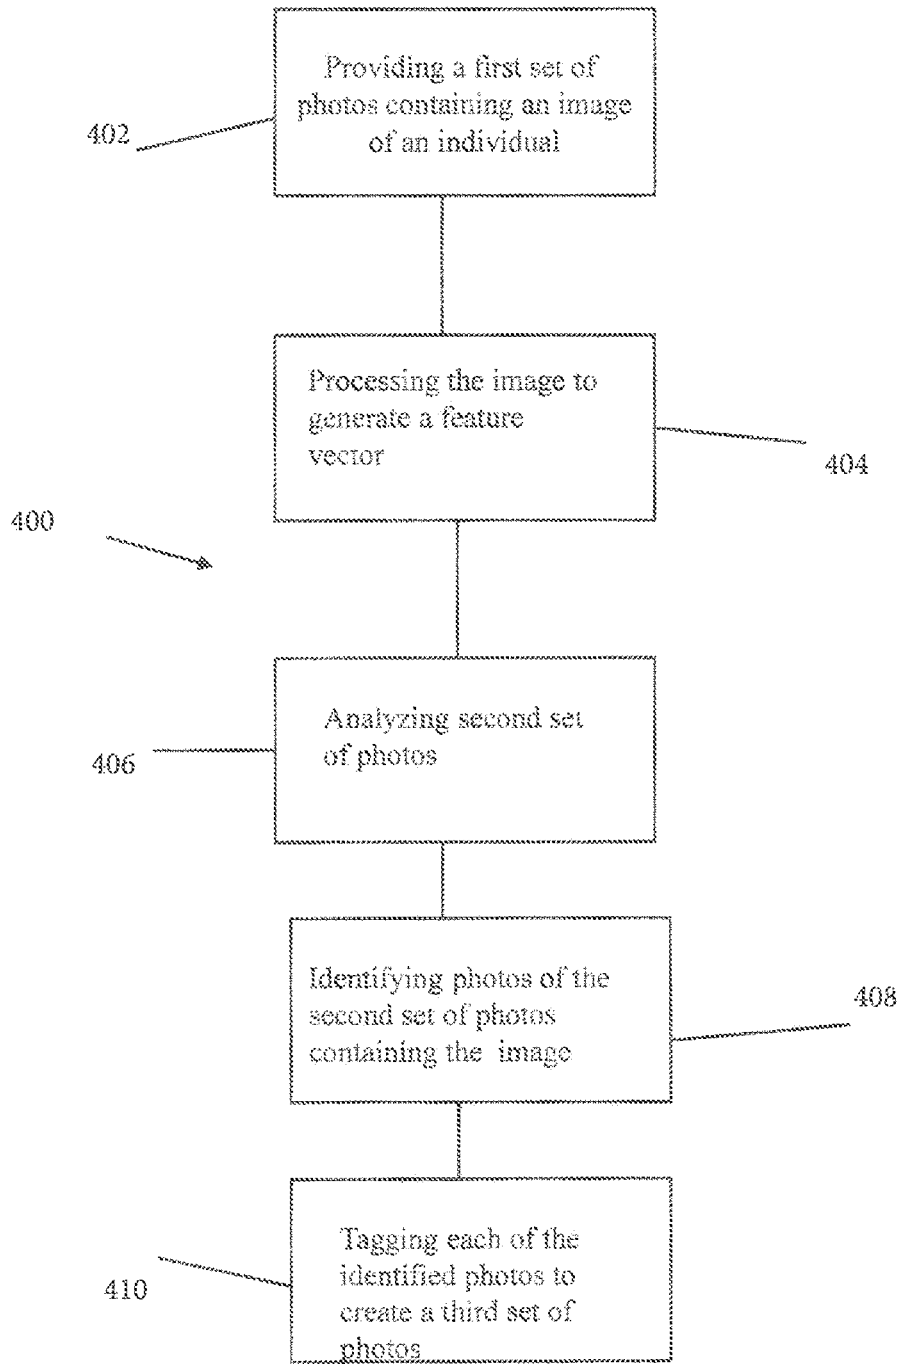 Providing a first set of
photos containing an image
of an individual
402
Processing the image to
generate a feature
vector
404
400
Analyzing second set
of photos
406
Identifying photos of the
second set of photos
containing the image
408
Tagging each of the
identified photos to
create a third set of
photos
410